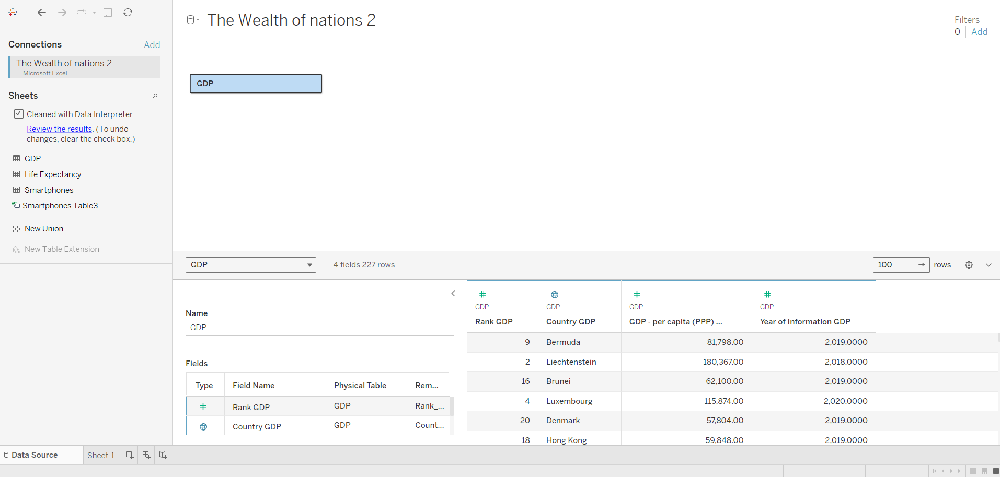 The Wealth of nations 2
Filters
0 Add
Connections Add
The Wealth of nations 2
Microsoft Excel
Sheets
Cleaned with Data Interpreter
Review the results. (To undo
changes, clear the check box.)
GDP
Life Expectancy
Smartphones
Smartphones Table3
New Union
New Table Extension
GDP
GDP 4 fields 227 rows 100 → rows
Name
GDP
Fields
Type Field Name Physical Table Rem...
Rank GDP GDP Rank_...
Country GDP GDP Count...
GDP GDP GDP GDP
Rank GDP Country GDP GDP - per capita (PPP) ... Year of Information GDP
9 Bermuda 81,798.00 2,019.0000
2 Liechtenstein 180,367.00 2,018.0000
16 Brunei 62,100.00 2,019.0000
4 Luxembourg 115,874.00 2,020.0000
20 Denmark 57,804.00 2,019.0000
18 Hong Kong 59,848.00 2,019.0000
Data Source Sheet 1